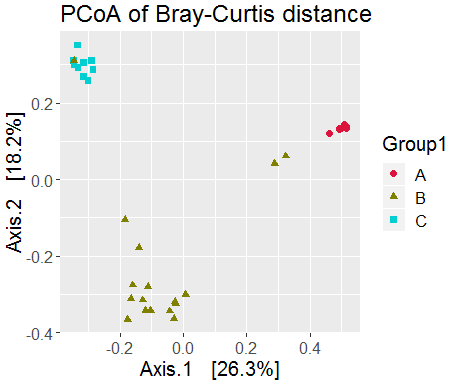 PCoA of Bray-Curtis distance
Axis.2 [18.2%]
0.2
0.0
-0.2
-0.4
-0.2
0.0
0.2
0.4
Axis.1 [26.3%]
Group1
A
B
C